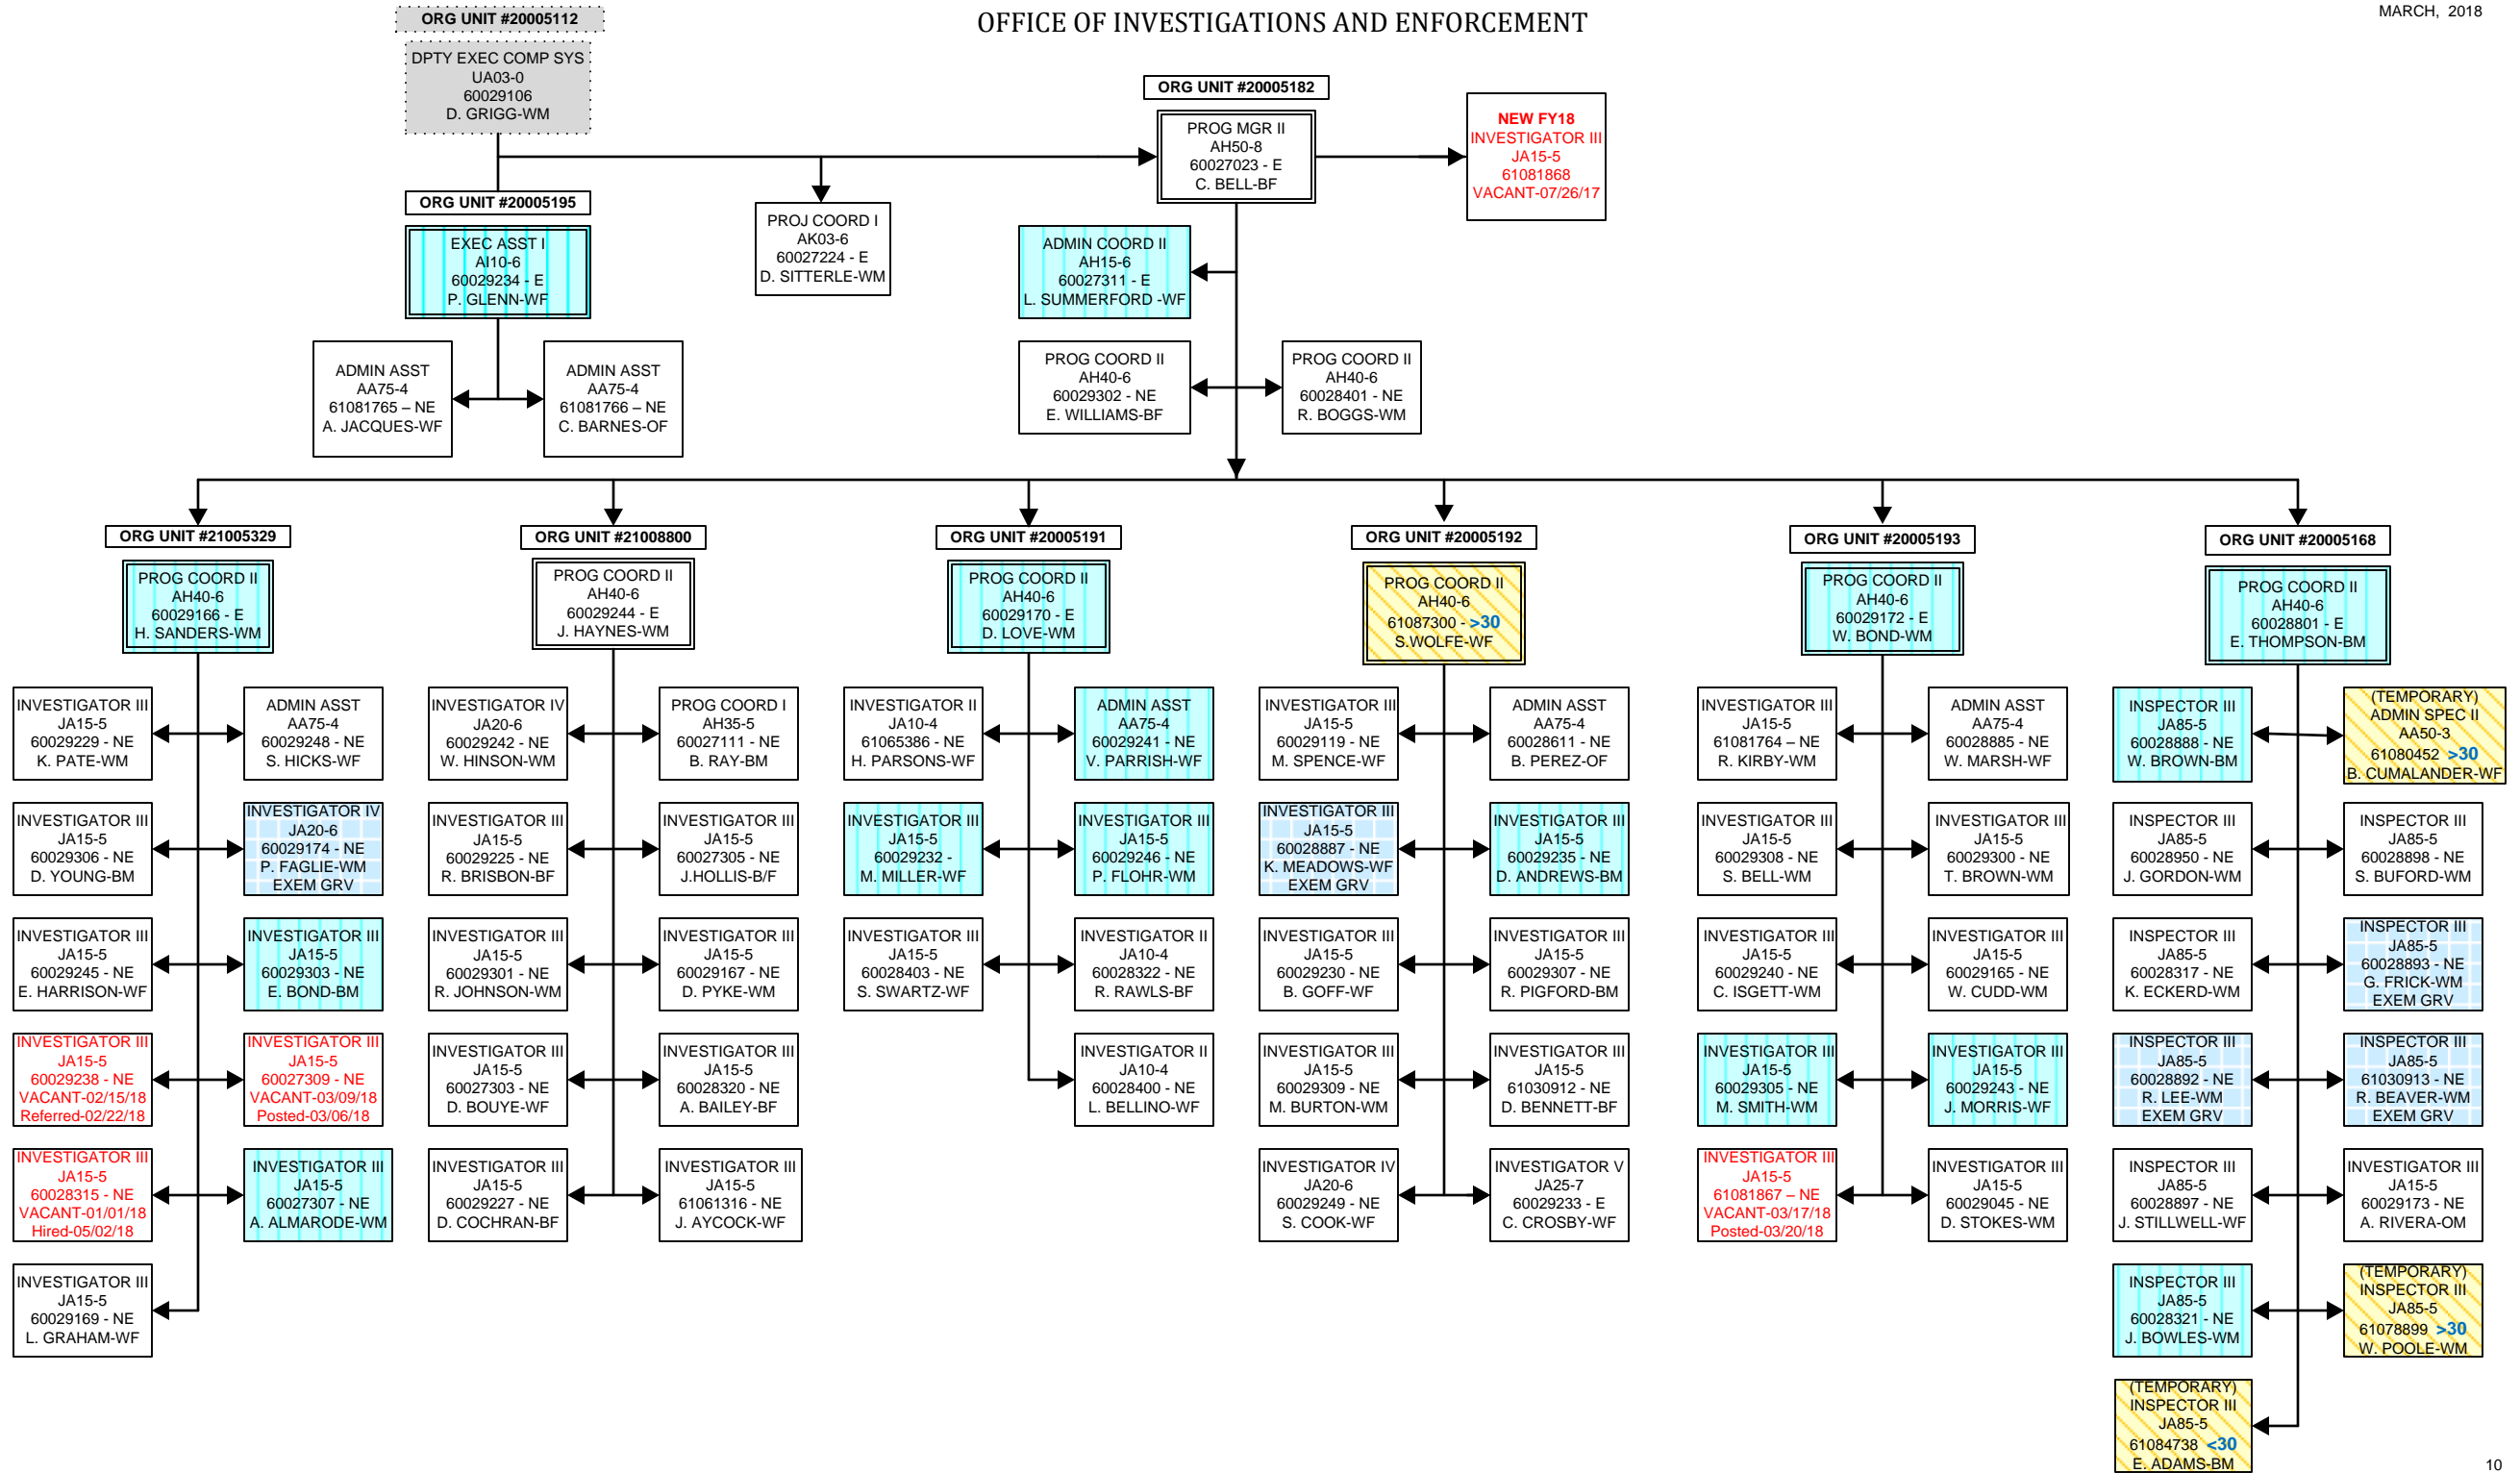 OFFICE OF INVESTIGATIONS AND ENFORCEMENT
MARCH, 2018
ORG UNIT #20005112
DPTY EXEC COMP SYS
UA03-0
60029106
D. GRIGG-WM
ORG UNIT #20005182
PROG MGR II
AH50-8
60027023 - E
C. BELL-BF
NEW FY18
INVESTIGATOR III
JA15-5
61081868
VACANT-07/26/17
ORG UNIT #20005195
EXEC ASST I
AI10-6
60029234 - E
P. GLENN-WF
PROJ COORD I
AK03-6
60027224 - E
D. SITTERLE-WM
ADMIN COORD II
AH15-6
60027311 - E
L. SUMMERFORD -WF
ADMIN ASST
AA75-4
61081765 – NE
A. JACQUES-WF
ADMIN ASST
AA75-4
61081766 – NE
C. BARNES-OF
PROG COORD II
AH40-6
60029302 - NE
E. WILLIAMS-BF
PROG COORD II
AH40-6
60028401 - NE
R. BOGGS-WM
ORG UNIT #21005329
PROG COORD II
AH40-6
60029166 - E
H. SANDERS-WM
INVESTIGATOR III
JA15-5
60029229 - NE
K. PATE-WM
ADMIN ASST
AA75-4
60029248 - NE
S. HICKS-WF
INVESTIGATOR III
JA15-5
60029306 - NE
D. YOUNG-BM
INVESTIGATOR IV
JA20-6
60029174 - NE
P. FAGLIE-WM
EXEM GRV
INVESTIGATOR III
JA15-5
60029245 - NE
E. HARRISON-WF
INVESTIGATOR III
JA15-5
60029303 - NE
E. BOND-BM
INVESTIGATOR III
JA15-5
60029238 - NE
VACANT-02/15/18
Referred-02/22/18
INVESTIGATOR III
JA15-5
60027309 - NE
VACANT-03/09/18
Posted-03/06/18
INVESTIGATOR III
JA15-5
60028315 - NE
VACANT-01/01/18
Hired-05/02/18
INVESTIGATOR III
JA15-5
60027307 - NE
A. ALMARODE-WM
INVESTIGATOR III
JA15-5
60029169 - NE
L. GRAHAM-WF
ORG UNIT #21008800
PROG COORD II
AH40-6
60029244 - E
J. HAYNES-WM
INVESTIGATOR IV
JA20-6
60029242 - NE
W. HINSON-WM
PROG COORD I
AH35-5
60027111 - NE
B. RAY-BM
INVESTIGATOR III
JA15-5
60029225 - NE
R. BRISBON-BF
INVESTIGATOR III
JA15-5
60027305 - NE
J.HOLLIS-B/F
INVESTIGATOR III
JA15-5
60029301 - NE
R. JOHNSON-WM
INVESTIGATOR III
JA15-5
60029167 - NE
D. PYKE-WM
INVESTIGATOR III
JA15-5
60027303 - NE
D. BOUYE-WF
INVESTIGATOR III
JA15-5
60028320 - NE
A. BAILEY-BF
INVESTIGATOR III
JA15-5
60029227 - NE
D. COCHRAN-BF
INVESTIGATOR III
JA15-5
61061316 - NE
J. AYCOCK-WF
ORG UNIT #20005191
PROG COORD II
AH40-6
60029170 - E
D. LOVE-WM
INVESTIGATOR II
JA10-4
61065386 - NE
H. PARSONS-WF
ADMIN ASST
AA75-4
60029241 - NE
V. PARRISH-WF
INVESTIGATOR III
JA15-5
60029232 -
M. MILLER-WF
INVESTIGATOR III
JA15-5
60029246 - NE
P. FLOHR-WM
INVESTIGATOR III
JA15-5
60028403 - NE
S. SWARTZ-WF
INVESTIGATOR II
JA10-4
60028322 - NE
R. RAWLS-BF
INVESTIGATOR II
JA10-4
60028400 - NE
L. BELLINO-WF
ORG UNIT #20005192
PROG COORD II
AH40-6
61087300 - >30
S.WOLFE-WF
INVESTIGATOR III
JA15-5
60029119 - NE
M. SPENCE-WF
ADMIN ASST
AA75-4
60028611 - NE
B. PEREZ-OF
INVESTIGATOR III
JA15-5
60028887 - NE
K. MEADOWS-WF
EXEM GRV
INVESTIGATOR III
JA15-5
60029235 - NE
D. ANDREWS-BM
INVESTIGATOR III
JA15-5
60029230 - NE
B. GOFF-WF
INVESTIGATOR III
JA15-5
60029307 - NE
R. PIGFORD-BM
INVESTIGATOR III
JA15-5
60029309 - NE
M. BURTON-WM
INVESTIGATOR III
JA15-5
61030912 - NE
D. BENNETT-BF
INVESTIGATOR IV
JA20-6
60029249 - NE
S. COOK-WF
INVESTIGATOR V
JA25-7
60029233 - E
C. CROSBY-WF
ORG UNIT #20005193
PROG COORD II
AH40-6
60029172 - E
W. BOND-WM
INVESTIGATOR III
JA15-5
61081764 – NE
R. KIRBY-WM
ADMIN ASST
AA75-4
60028885 - NE
W. MARSH-WF
INVESTIGATOR III
JA15-5
60029308 - NE
S. BELL-WM
INVESTIGATOR III
JA15-5
60029300 - NE
T. BROWN-WM
INVESTIGATOR III
JA15-5
60029240 - NE
C. ISGETT-WM
INVESTIGATOR III
JA15-5
60029165 - NE
W. CUDD-WM
INVESTIGATOR III
JA15-5
60029305 - NE
M. SMITH-WM
INVESTIGATOR III
JA15-5
60029243 - NE
J. MORRIS-WF
INVESTIGATOR III
JA15-5
61081867 – NE
VACANT-03/17/18
Posted-03/20/18
INVESTIGATOR III
JA15-5
60029045 - NE
D. STOKES-WM
ORG UNIT #20005168
PROG COORD II
AH40-6
60028801 - E
E. THOMPSON-BM
INSPECTOR III
JA85-5
60028888 - NE
W. BROWN-BM
(TEMPORARY)
ADMIN SPEC II
AA50-3
61080452 >30
B. CUMALANDER-WF
INSPECTOR III
JA85-5
60028950 - NE
J. GORDON-WM
INSPECTOR III
JA85-5
60028898 - NE
S. BUFORD-WM
INSPECTOR III
JA85-5
60028317 - NE
K. ECKERD-WM
INSPECTOR III
JA85-5
60028893 - NE
G. FRICK-WM
EXEM GRV
INSPECTOR III
JA85-5
60028892 - NE
R. LEE-WM
EXEM GRV
INSPECTOR III
JA85-5
61030913 - NE
R. BEAVER-WM
EXEM GRV
INSPECTOR III
JA85-5
60028897 - NE
J. STILLWELL-WF
INVESTIGATOR III
JA15-5
60029173 - NE
A. RIVERA-OM
INSPECTOR III
JA85-5
60028321 - NE
J. BOWLES-WM
(TEMPORARY)
INSPECTOR III
JA85-5
61078899 >30
W. POOLE-WM
(TEMPORARY)
INSPECTOR III
JA85-5
61084738 <30
E. ADAMS-BM
10